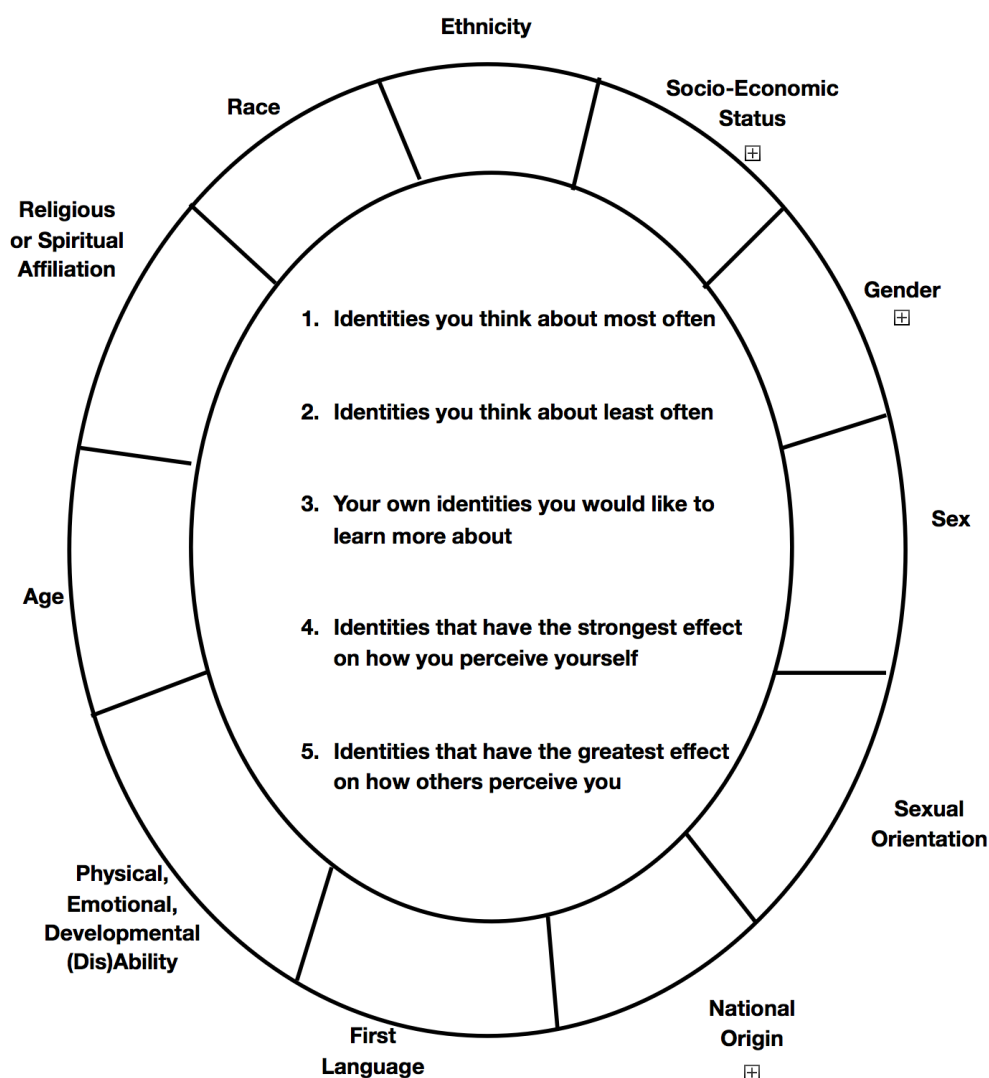 Ethnicity
Socio-Economic
Status
Race
Religious
or Spiritual
Affiliation
Gender
1. Identities you think about most often
2. Identities you think about least often
3. Your own identities you would like to
learn more about
Sex
Age
4. Identities that have the strongest effect
on how you perceive yourself
5. Identities that have the greatest effect
on how others perceive you
Sexual
Orientation
Physical,
Emotional,
Developmental
(Dis)Ability
National
Origin
First
Language